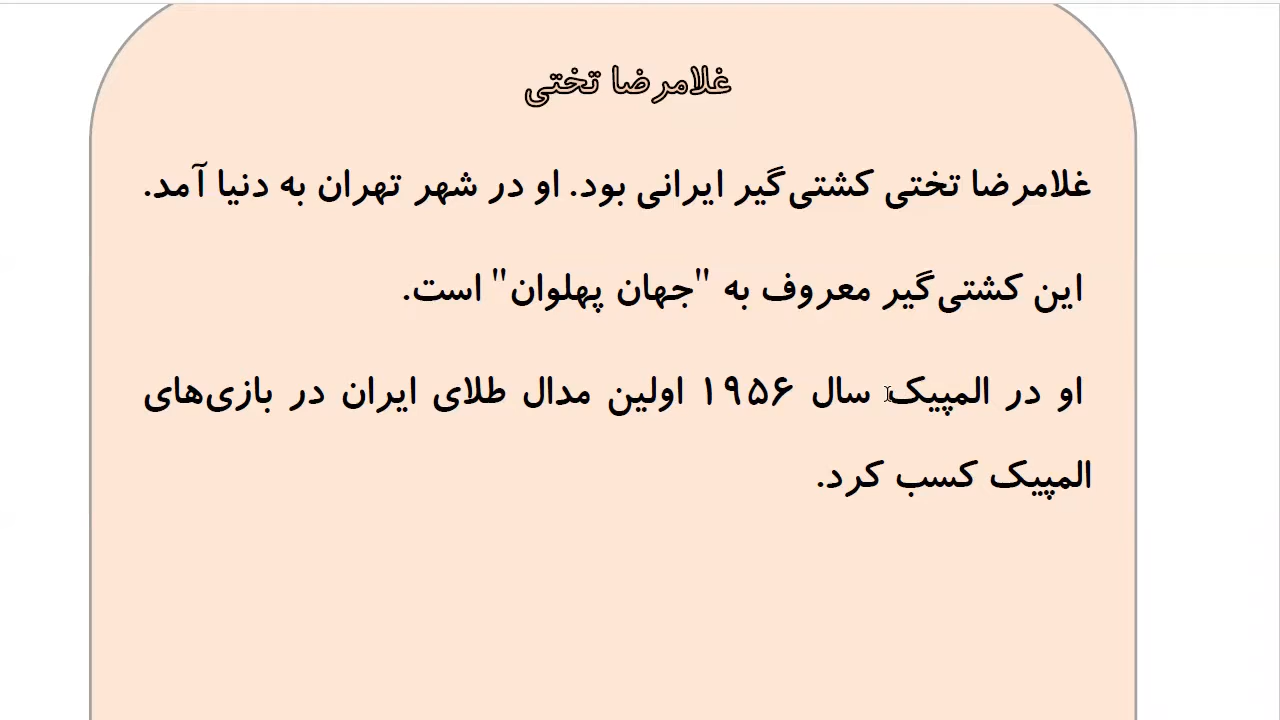 غلامرضا تختی
غلامرضا تختی کشتی‌گیر ایرانی بود. او در شهر تهران به دنیا آمد.
این کشتی‌گیر معروف به "جهان پهلوان" است.
او در المپیک سال ۱۹۵۶ اولین مدال طلای ایران در بازی‌های
المپیک کسب کرد.